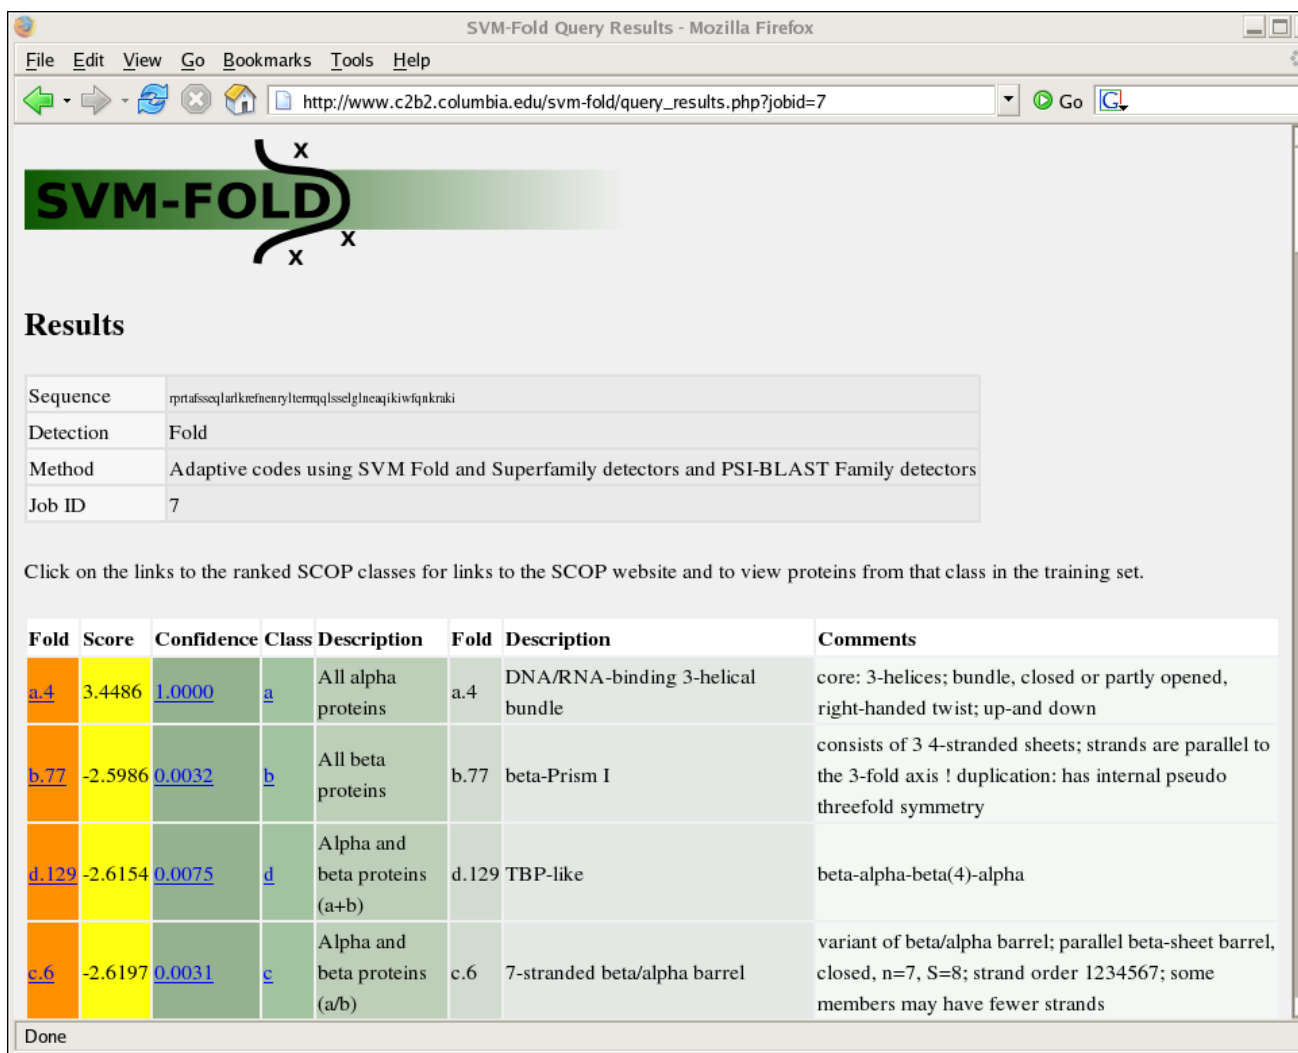 SVM-Fold Query Results - Mozilla Firefox
File Edit View Go Bookmarks Tools Help
http://www.c2b2.columbia.edu/svm-fold/query_results.php?jobid=7 Go G
x
SVM-FOLD
x
x
Results
Sequence rprtafsseqlarlkrefnenrylterrrqqlsselglneaqikiwfqnkraki
Detection Fold
Method Adaptive codes using SVM Fold and Superfamily detectors and PSI-BLAST Family detectors
Job ID 7
Click on the links to the ranked SCOP classes for links to the SCOP website and to view proteins from that class in the training set.
Fold Score Confidence Class Description Fold Description Comments
a.4 3.4486 1.0000 a All alpha proteins a.4 DNA/RNA-binding 3-helical bundle core: 3-helices; bundle, closed or partly opened, right-handed twist; up-and down
b.77 -2.5986 0.0032 b All beta proteins b.77 beta-Prism I consists of 3 4-stranded sheets; strands are parallel to the 3-fold axis ! duplication: has internal pseudo threefold symmetry
d.129 -2.6154 0.0075 d Alpha and beta proteins (a+b) d.129 TBP-like beta-alpha-beta(4)-alpha
c.6 -2.6197 0.0031 c Alpha and beta proteins (a/b) c.6 7-stranded beta/alpha barrel variant of beta/alpha barrel; parallel beta-sheet barrel, closed, n=7, S=8; strand order 1234567; some members may have fewer strands
Done